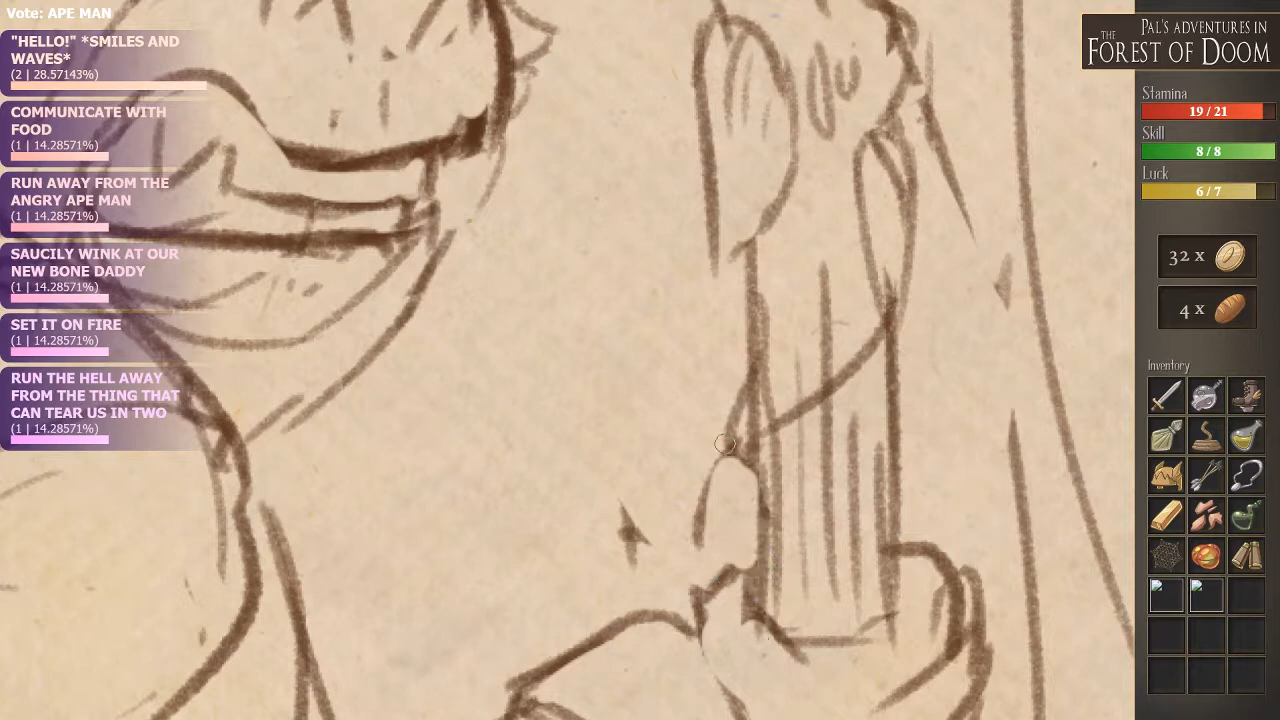 Vote: APE MAN
"HELLO!" *SMILES AND
WAVES*
(2 | 28.57143%)
COMMUNICATE WITH
FOOD
(1 | 14.28571%)
RUN AWAY FROM THE
ANGRY APE MAN
(1 | 14.28571%)
SAUCILY WINK AT OUR
NEW BONE DADDY
(1 | 14.28571%)
SET IT ON FIRE
(1 | 14.28571%)
RUN THE HELL AWAY
FROM THE THING THAT
CAN TEAR US IN TWO
(1 | 14.28571%)
PAL'S ADVENTURES IN
THE FOREST OF DOOM
Stamina
19 / 21
Skill
8 / 8
Luck
6 / 7
32 x
4 x
Inventory